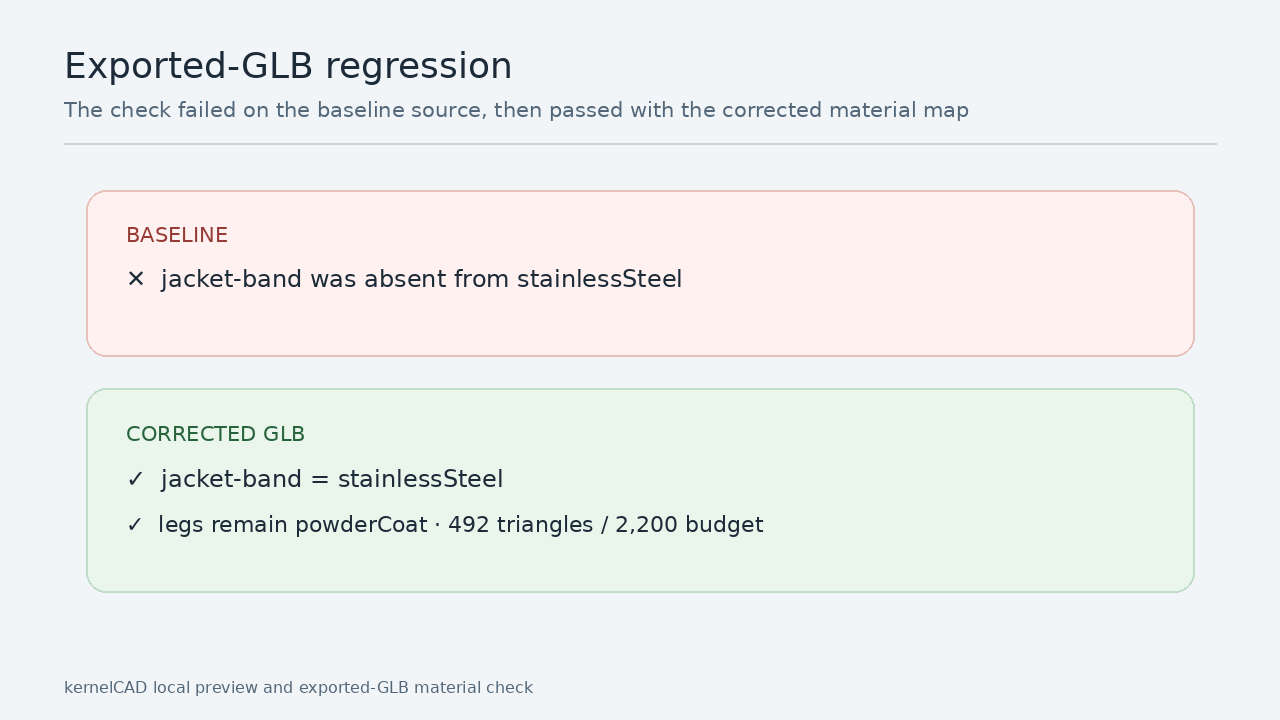 Exported-GLB regression
The check failed on the baseline source, then passed with the corrected material map
BASELINE
✕ jacket-band was absent from stainlessSteel
CORRECTED GLB
✓ jacket-band = stainlessSteel
✓ legs remain powderCoat · 492 triangles / 2,200 budget
kernelCAD local preview and exported-GLB material check